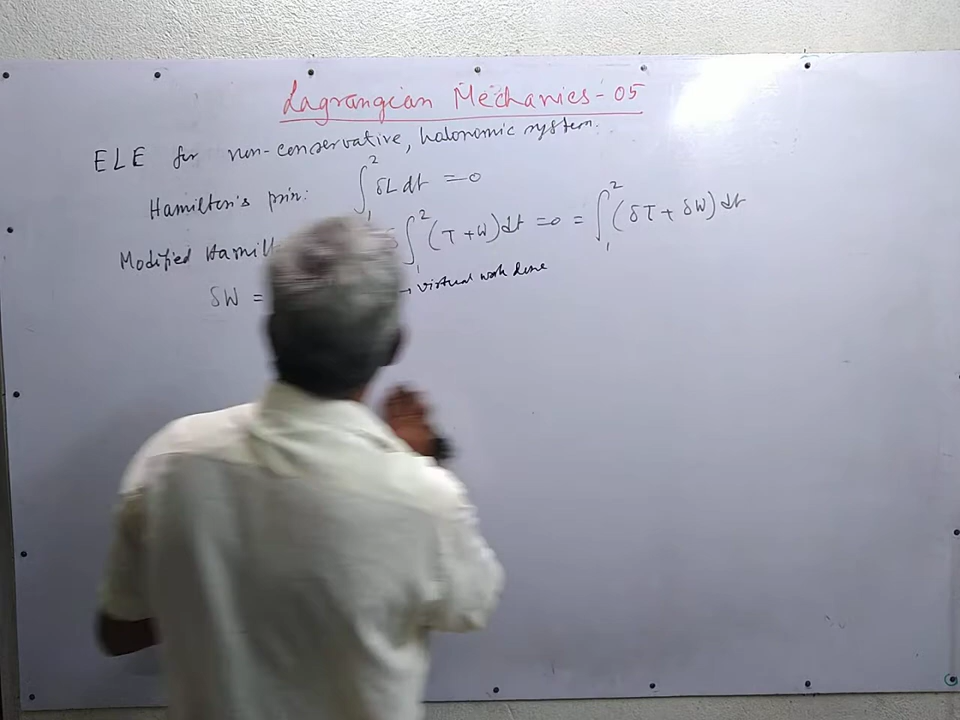 Lagrangian Mechanics - 05
ELE for non-conservative, holonomic system.
Hamilton's prin: ∫₁² δL dt = 0
Modified Hamil δ ∫₁² (T + W) dt = 0 = ∫₁² (δT + δW) dt
δW = → virtual work done